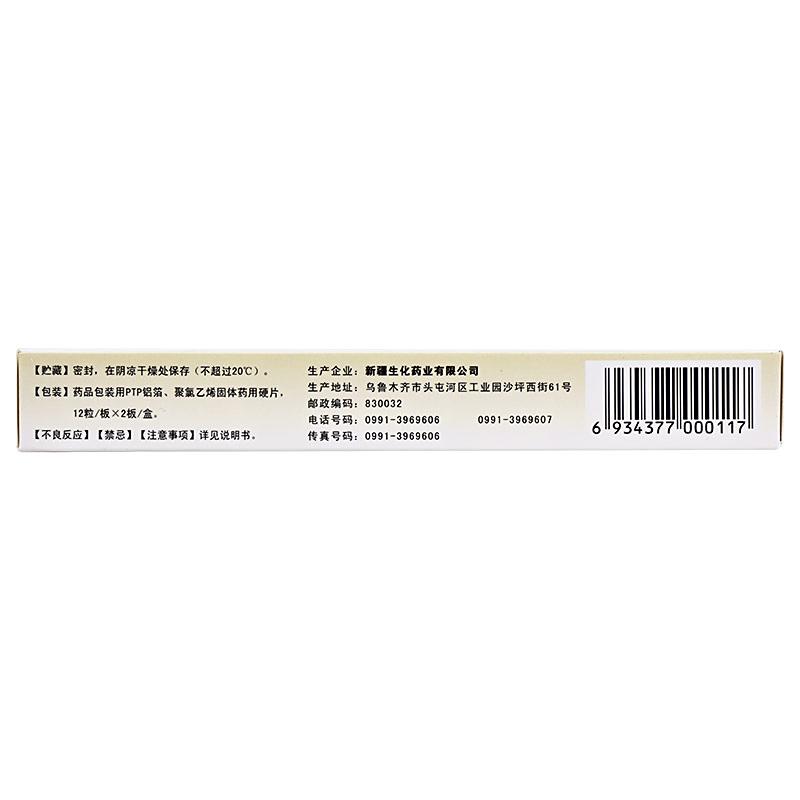 【贮藏】密封，在阴凉干燥处保存（不超过20℃）。
【包装】药品包装用PTP铝箔、聚氯乙烯固体药用硬片，
12粒/板×2板/盒。
【不良反应】【禁忌】【注意事项】详见说明书。
生产企业：新疆生化药业有限公司
生产地址：乌鲁木齐市头屯河区工业园沙坪西街61号
邮政编码：830032
电话号码：0991-3969606 0991-3969607
传真号码：0991-3969606
6 934377 000117